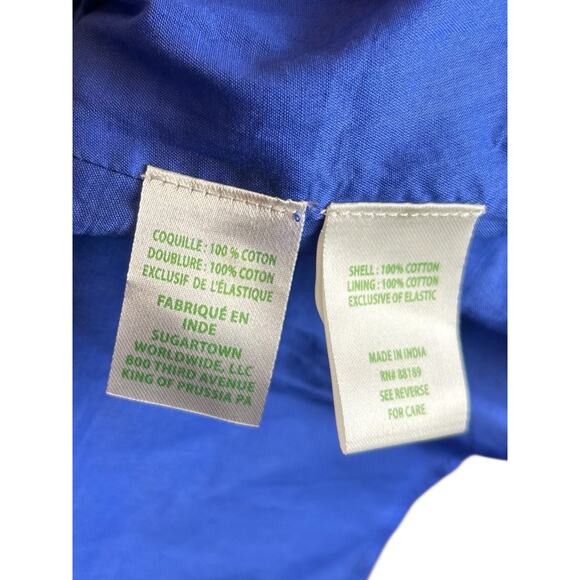 COQUILLE : 100 % COTON
DOUBLURE : 100% COTON
EXCLUSIF DE L'ÉLASTIQUE
FABRIQUÉ EN
INDE
SUGARTOWN
WORLDWIDE, LLC
800 THIRD AVENUE
KING OF PRUSSIA PA
SHELL : 100% COTTON
LINING : 100% COTTON
EXCLUSIVE OF ELASTIC
MADE IN INDIA
RN# 88189
SEE REVERSE
FOR CARE